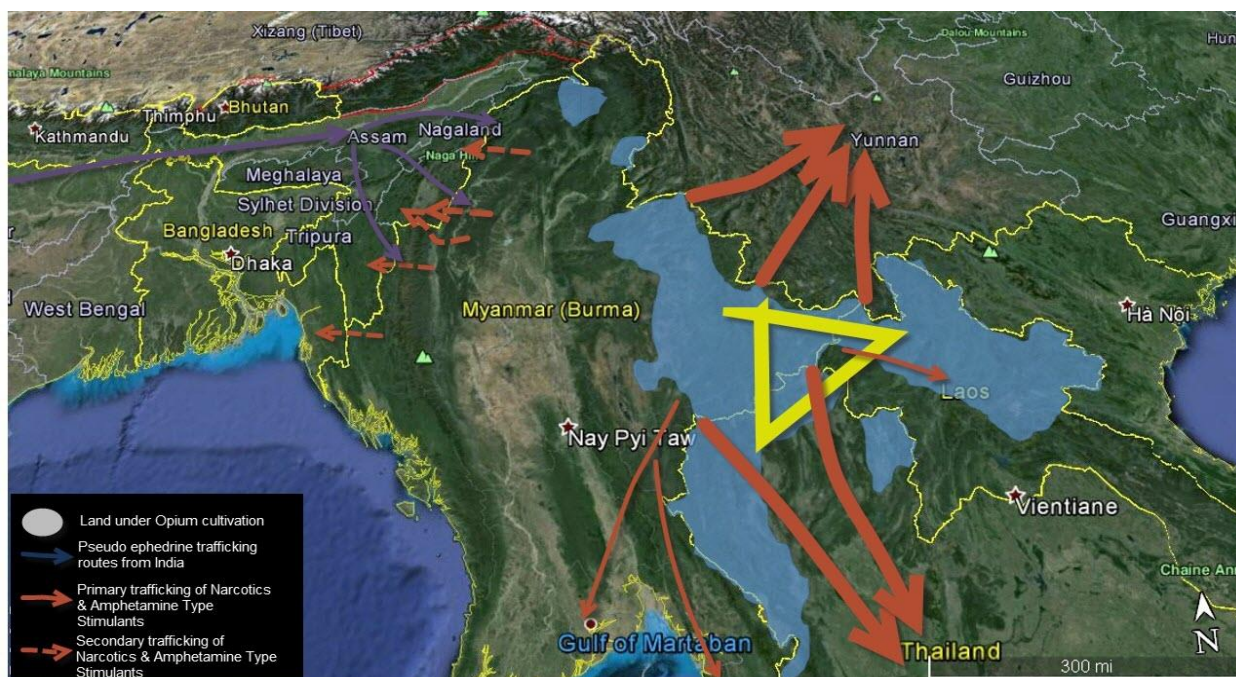 Xizang (Tibet)
Dalou Mountains
Hun
malaya Mountains
Guizhou
Bhutan
Thimphu
Kathmandu
Assam
Nagaland
Yunnan
Naga Hil
Meghalaya
Sylhet Division
Guangxi
Bangladesh
Tripura
Dhaka
West Bengal
Myanmar (Burma)
Hà Nội
Laos
Nay Pyi Taw
Vientiane
Land under Opium cultivation
Pseudo ephedrine trafficking
routes from India
Chaine Ann
Primary trafficking of Narcotics
& Amphetamine Type
Stimulants
N
Gulf of Martaban
Thailand
Secondary trafficking of
Narcotics & Amphetamine Type
Stimulants
300 mi